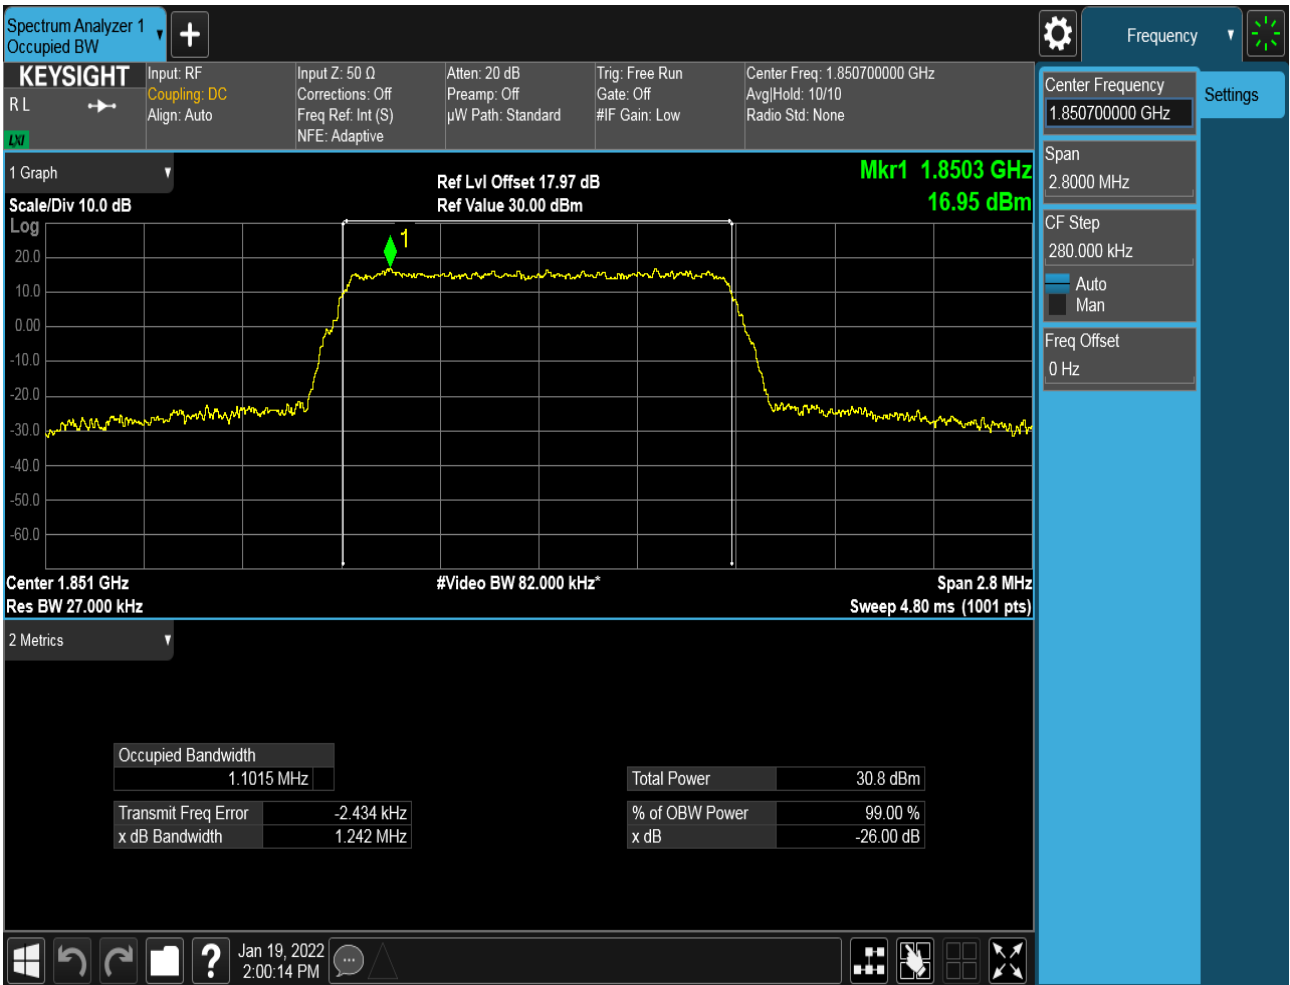 Spectrum Analyzer 1
Occupied BW
Frequency
KEYSIGHT
R L
LXI
Input: RF
Coupling: DC
Align: Auto
Input Z: 50 Ω
Corrections: Off
Freq Ref: Int (S)
NFE: Adaptive
Atten: 20 dB
Preamp: Off
µW Path: Standard
Trig: Free Run
Gate: Off
#IF Gain: Low
Center Freq: 1.850700000 GHz
Avg|Hold: 10/10
Radio Std: None
Center Frequency
1.850700000 GHz
Settings
Span
2.8000 MHz
CF Step
280.000 kHz
Auto
Man
Freq Offset
0 Hz
1 Graph
Scale/Div 10.0 dB
Ref Lvl Offset 17.97 dB
Ref Value 30.00 dBm
Mkr1 1.8503 GHz
16.95 dBm
Log
1
20.0
10.0
0.00
-10.0
-20.0
-30.0
-40.0
-50.0
-60.0
Center 1.851 GHz
#Video BW 82.000 kHz*
Span 2.8 MHz
Res BW 27.000 kHz
Sweep 4.80 ms (1001 pts)
2 Metrics
Occupied Bandwidth
1.1015 MHz
Total Power 30.8 dBm
Transmit Freq Error -2.434 kHz
% of OBW Power 99.00 %
x dB Bandwidth 1.242 MHz
x dB -26.00 dB
?
Jan 19, 2022
2:00:14 PM